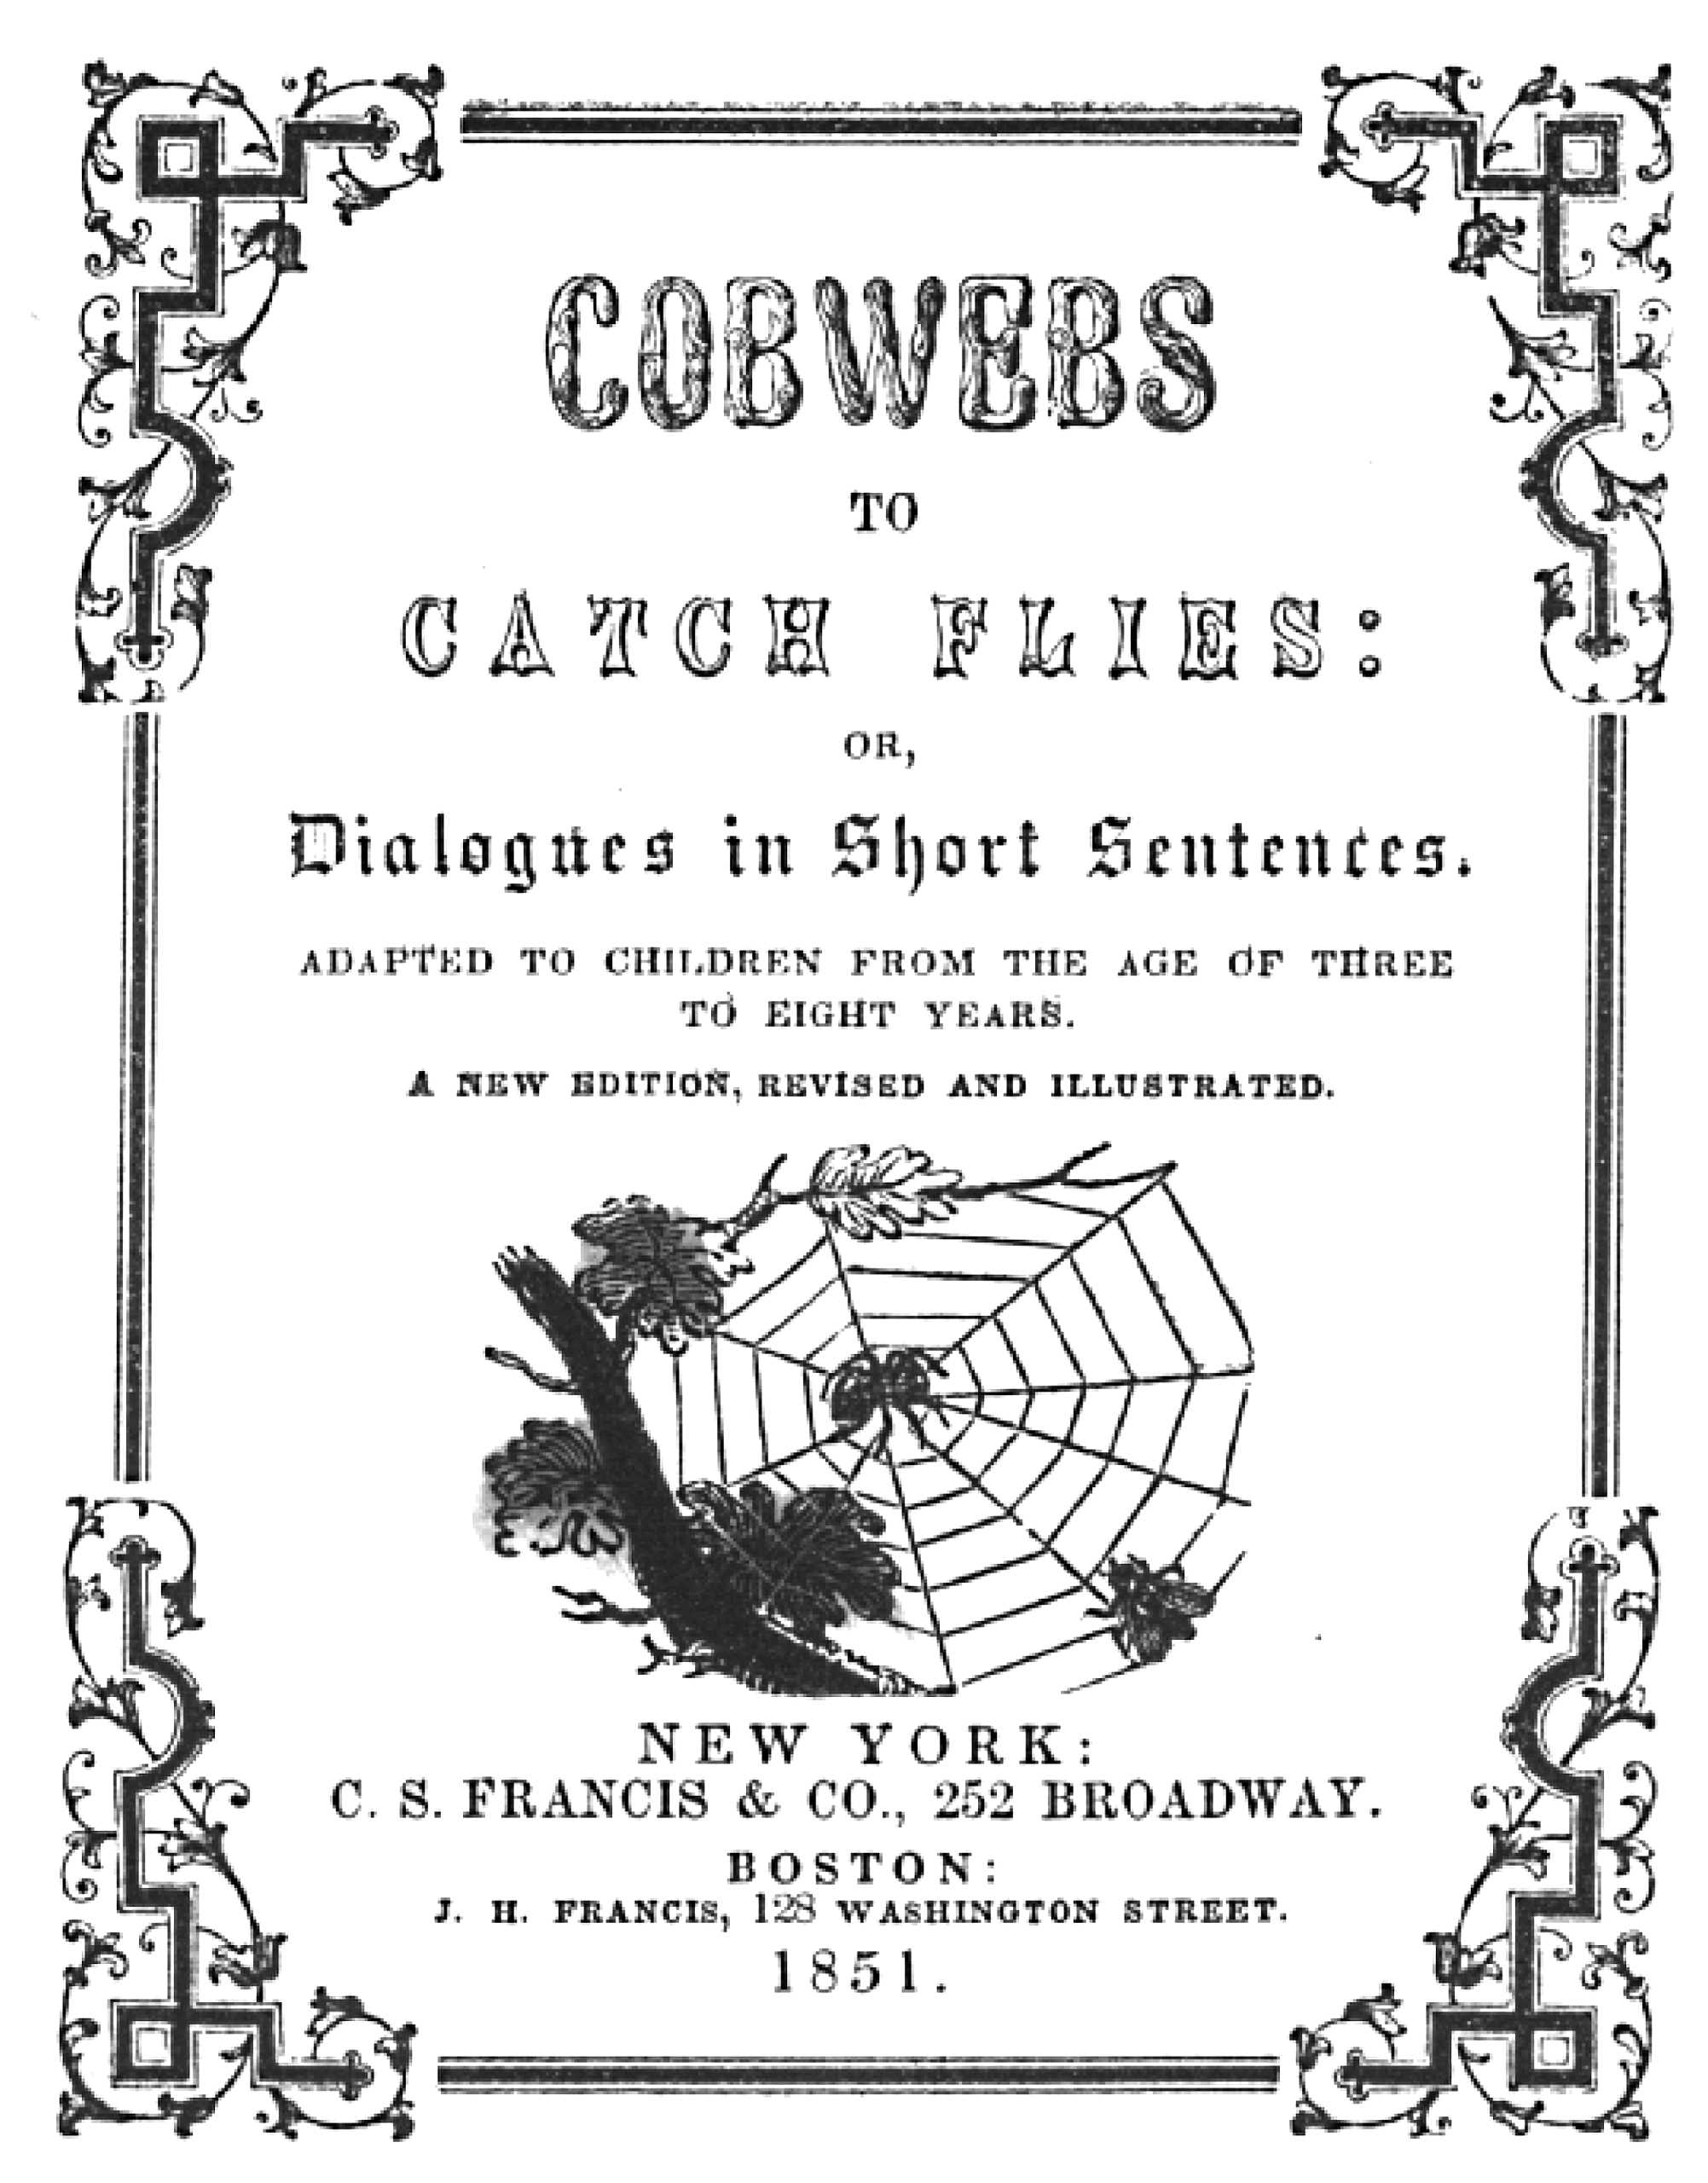 COBWEBS
TO
CATCH FLIES:
OR,
Dialogues in Short Sentences.
ADAPTED TO CHILDREN FROM THE AGE OF THREE
TO EIGHT YEARS.
A NEW EDITION, REVISED AND ILLUSTRATED.
NEW YORK:
C. S. FRANCIS & CO., 252 BROADWAY.
BOSTON:
J. H. FRANCIS, 128 WASHINGTON STREET.
1851.